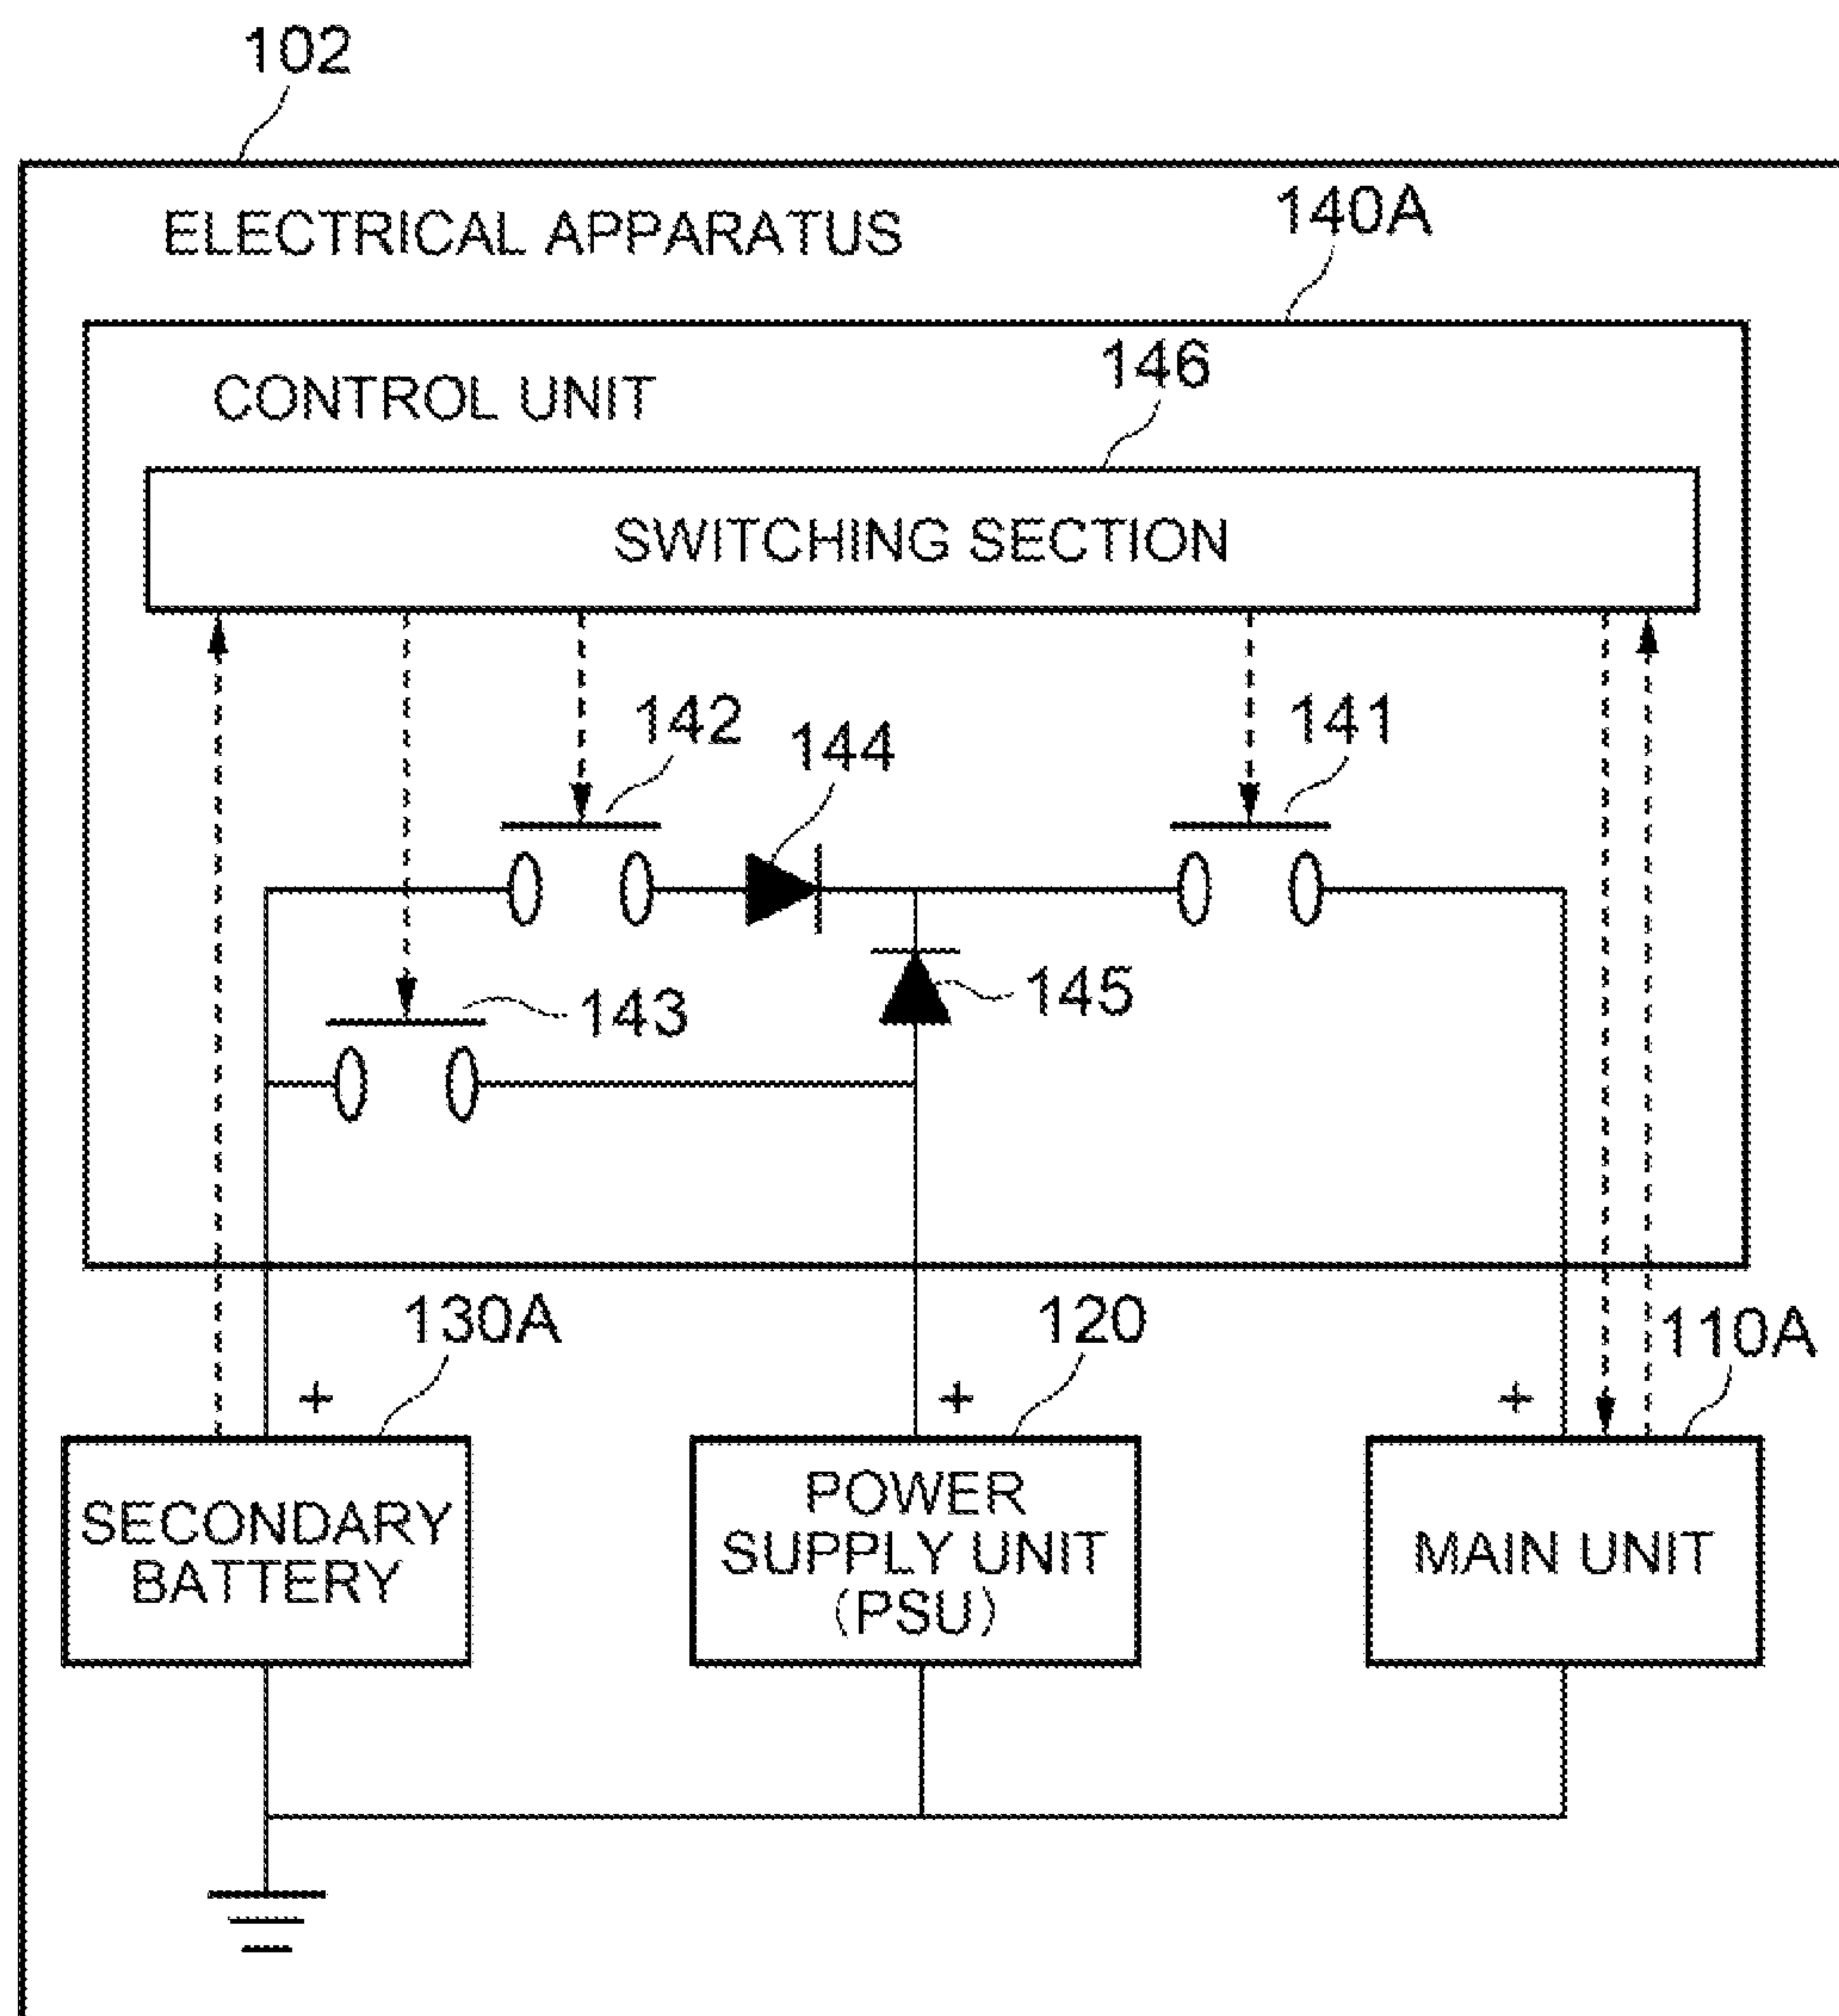 102
ELECTRICAL APPARATUS
140A
CONTROL UNIT
146
SWITCHING SECTION
142
144
141
143
145
130A
120
110A
+
+
+
SECONDARY
BATTERY
POWER
SUPPLY UNIT
(PSU)
MAIN UNIT